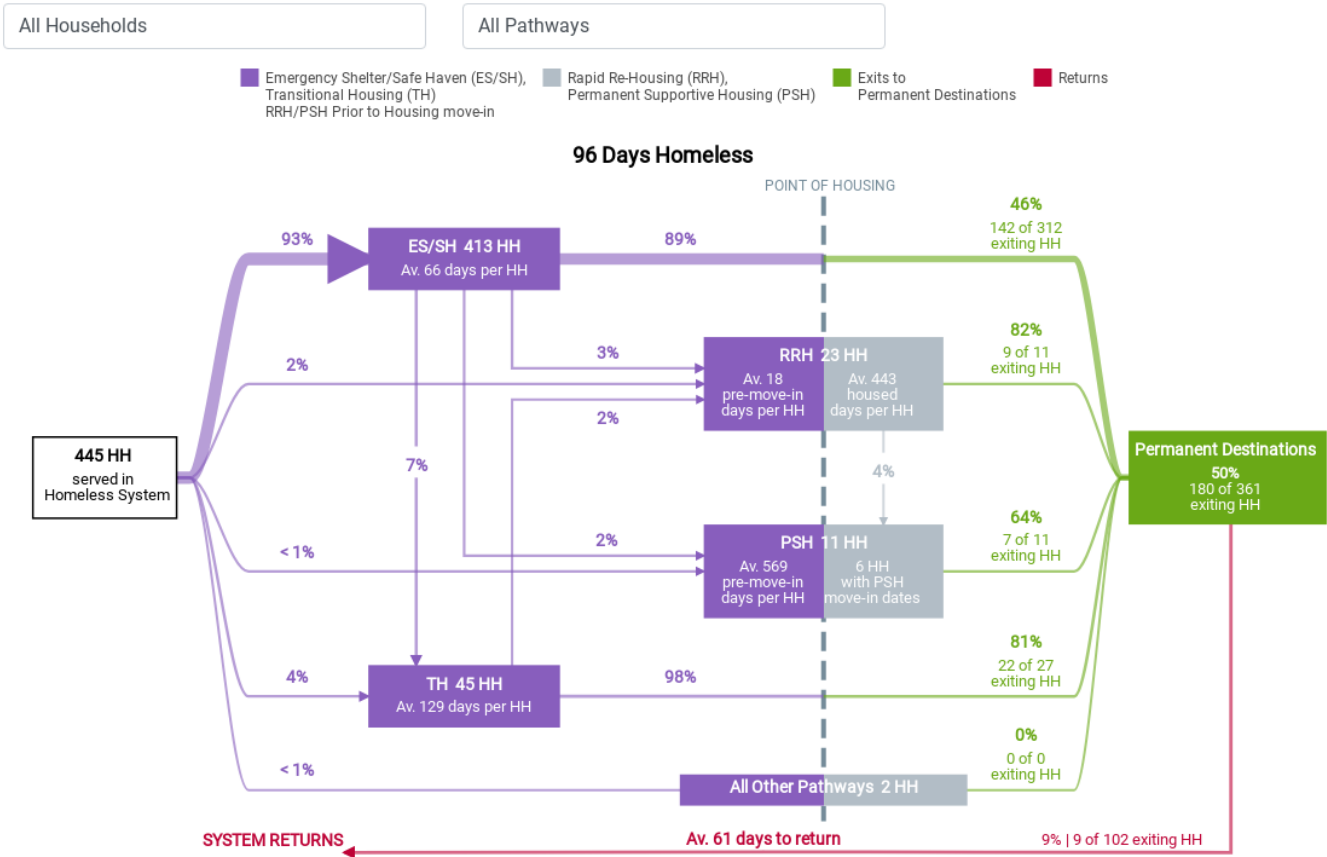 All Households
All Pathways
Emergency Shelter/Safe Haven (ES/SH),
Transitional Housing (TH)
RRH/PSH Prior to Housing move-in
Rapid Re-Housing (RRH),
Permanent Supportive Housing (PSH)
Exits to
Permanent Destinations
Returns
96 Days Homeless
POINT OF HOUSING
93%
ES/SH 413 HH
Av. 66 days per HH
89%
46%
142 of 312
exiting HH
2%
3%
RRH 23 HH
Av. 18
pre-move-in
days per HH
Av. 443
housed
days per HH
82%
9 of 11
exiting HH
2%
445 HH
served in
Homeless System
7%
4%
Permanent Destinations
50%
180 of 361
exiting HH
< 1%
2%
PSH 11 HH
Av. 569
pre-move-in
days per HH
6 HH
with PSH
move-in dates
64%
7 of 11
exiting HH
4%
TH 45 HH
Av. 129 days per HH
98%
81%
22 of 27
exiting HH
< 1%
All Other Pathways 2 HH
0%
0 of 0
exiting HH
SYSTEM RETURNS
Av. 61 days to return
9% | 9 of 102 exiting HH